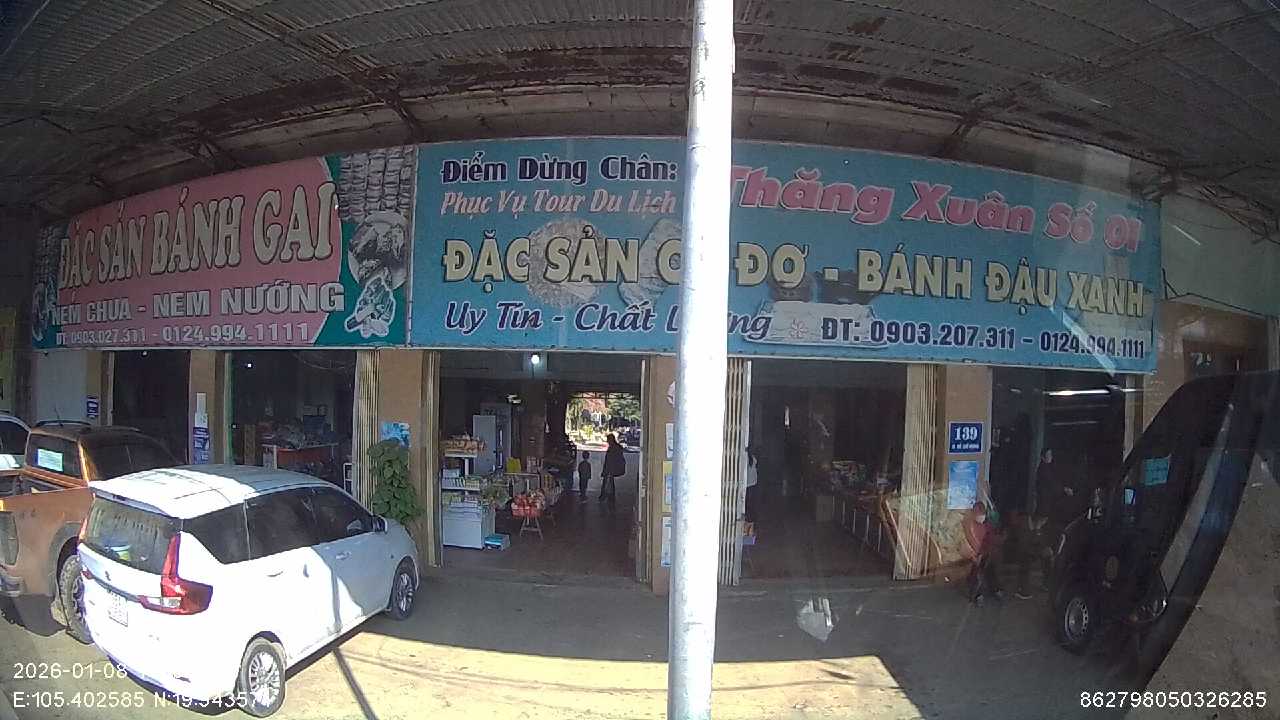 ĐẶC SẢN BÁNH GAI
NEM CHUA - NEM NƯỚNG
ĐT: 0903.027.311 - 0124.994.1111
Điểm Dừng Chân:
Thăng Xuân Số 01
Phục Vụ Tour Du Lịch
ĐẶC SẢN ĐỢ - BÁNH ĐẬU XANH
Uy Tín - Chất
ĐT: 0903.207.311 - 0124.994.1111
139
2026-01-08
E:105.402585
862798050326285